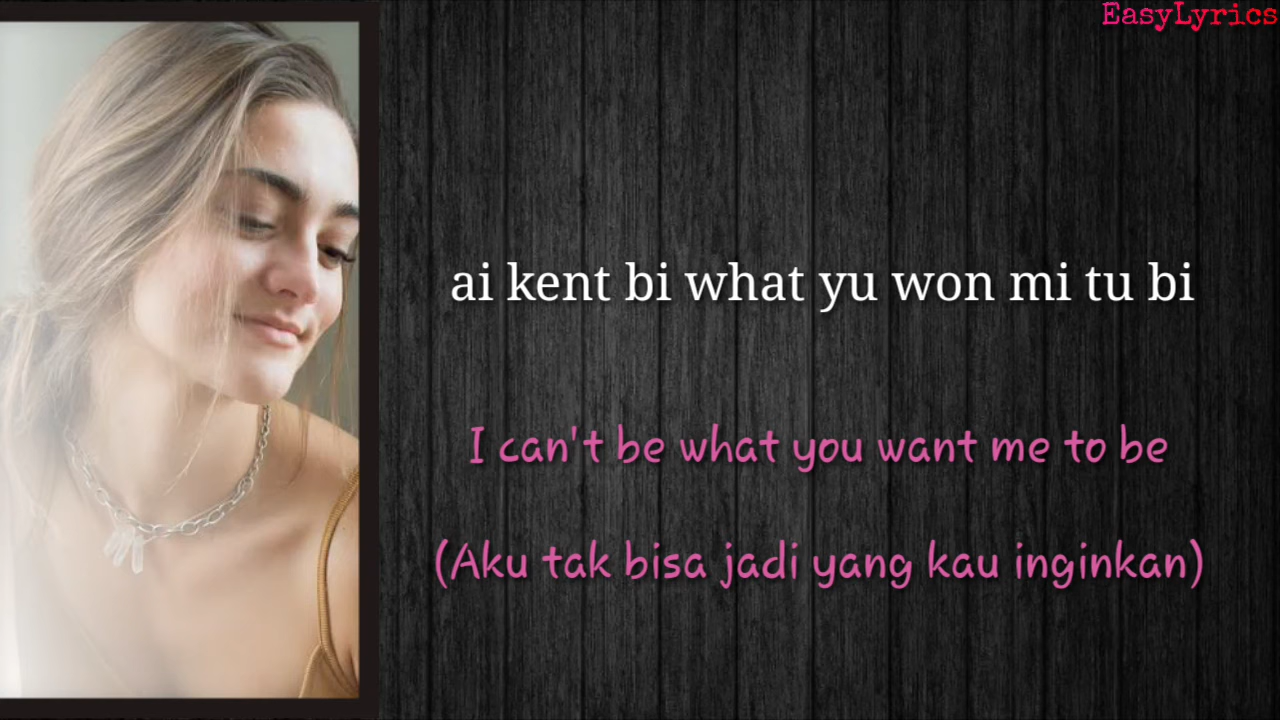 EasyLyrics
ai kent bi what yu won mi tu bi
I can't be what you want me to be
(Aku tak bisa jadi yang kau inginkan)